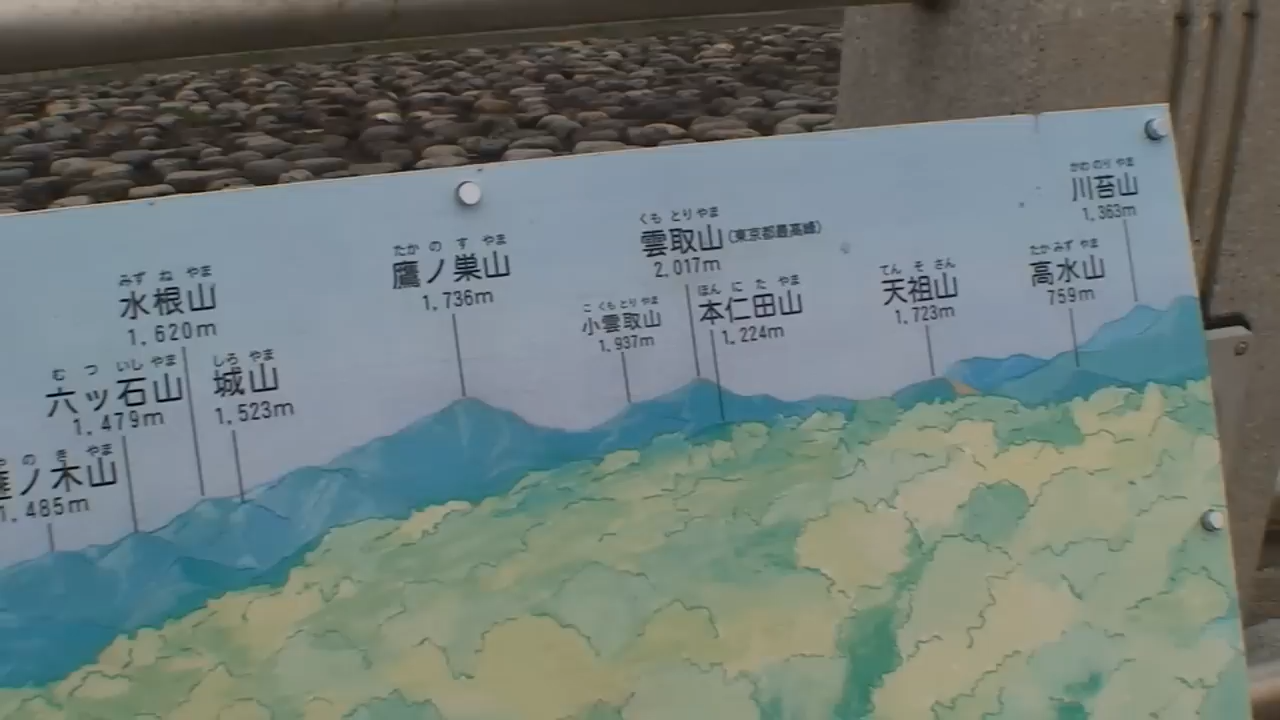 やのき やま
ノ木山
1,485m
むついしやま
六ッ石山
1,479m
みずねやま
水根山
1,620m
しろやま
城山
1,523m
たかのすやま
鷹ノ巣山
1,736m
こくもとりやま
小雲取山
1,937m
くもとりやま
雲取山(東京都最高峰)
2,017m
ほんにたやま
本仁田山
1,224m
てんそさん
天祖山
1,723m
たかみずやま
高水山
759m
かわのりやま
川苔山
1,363m